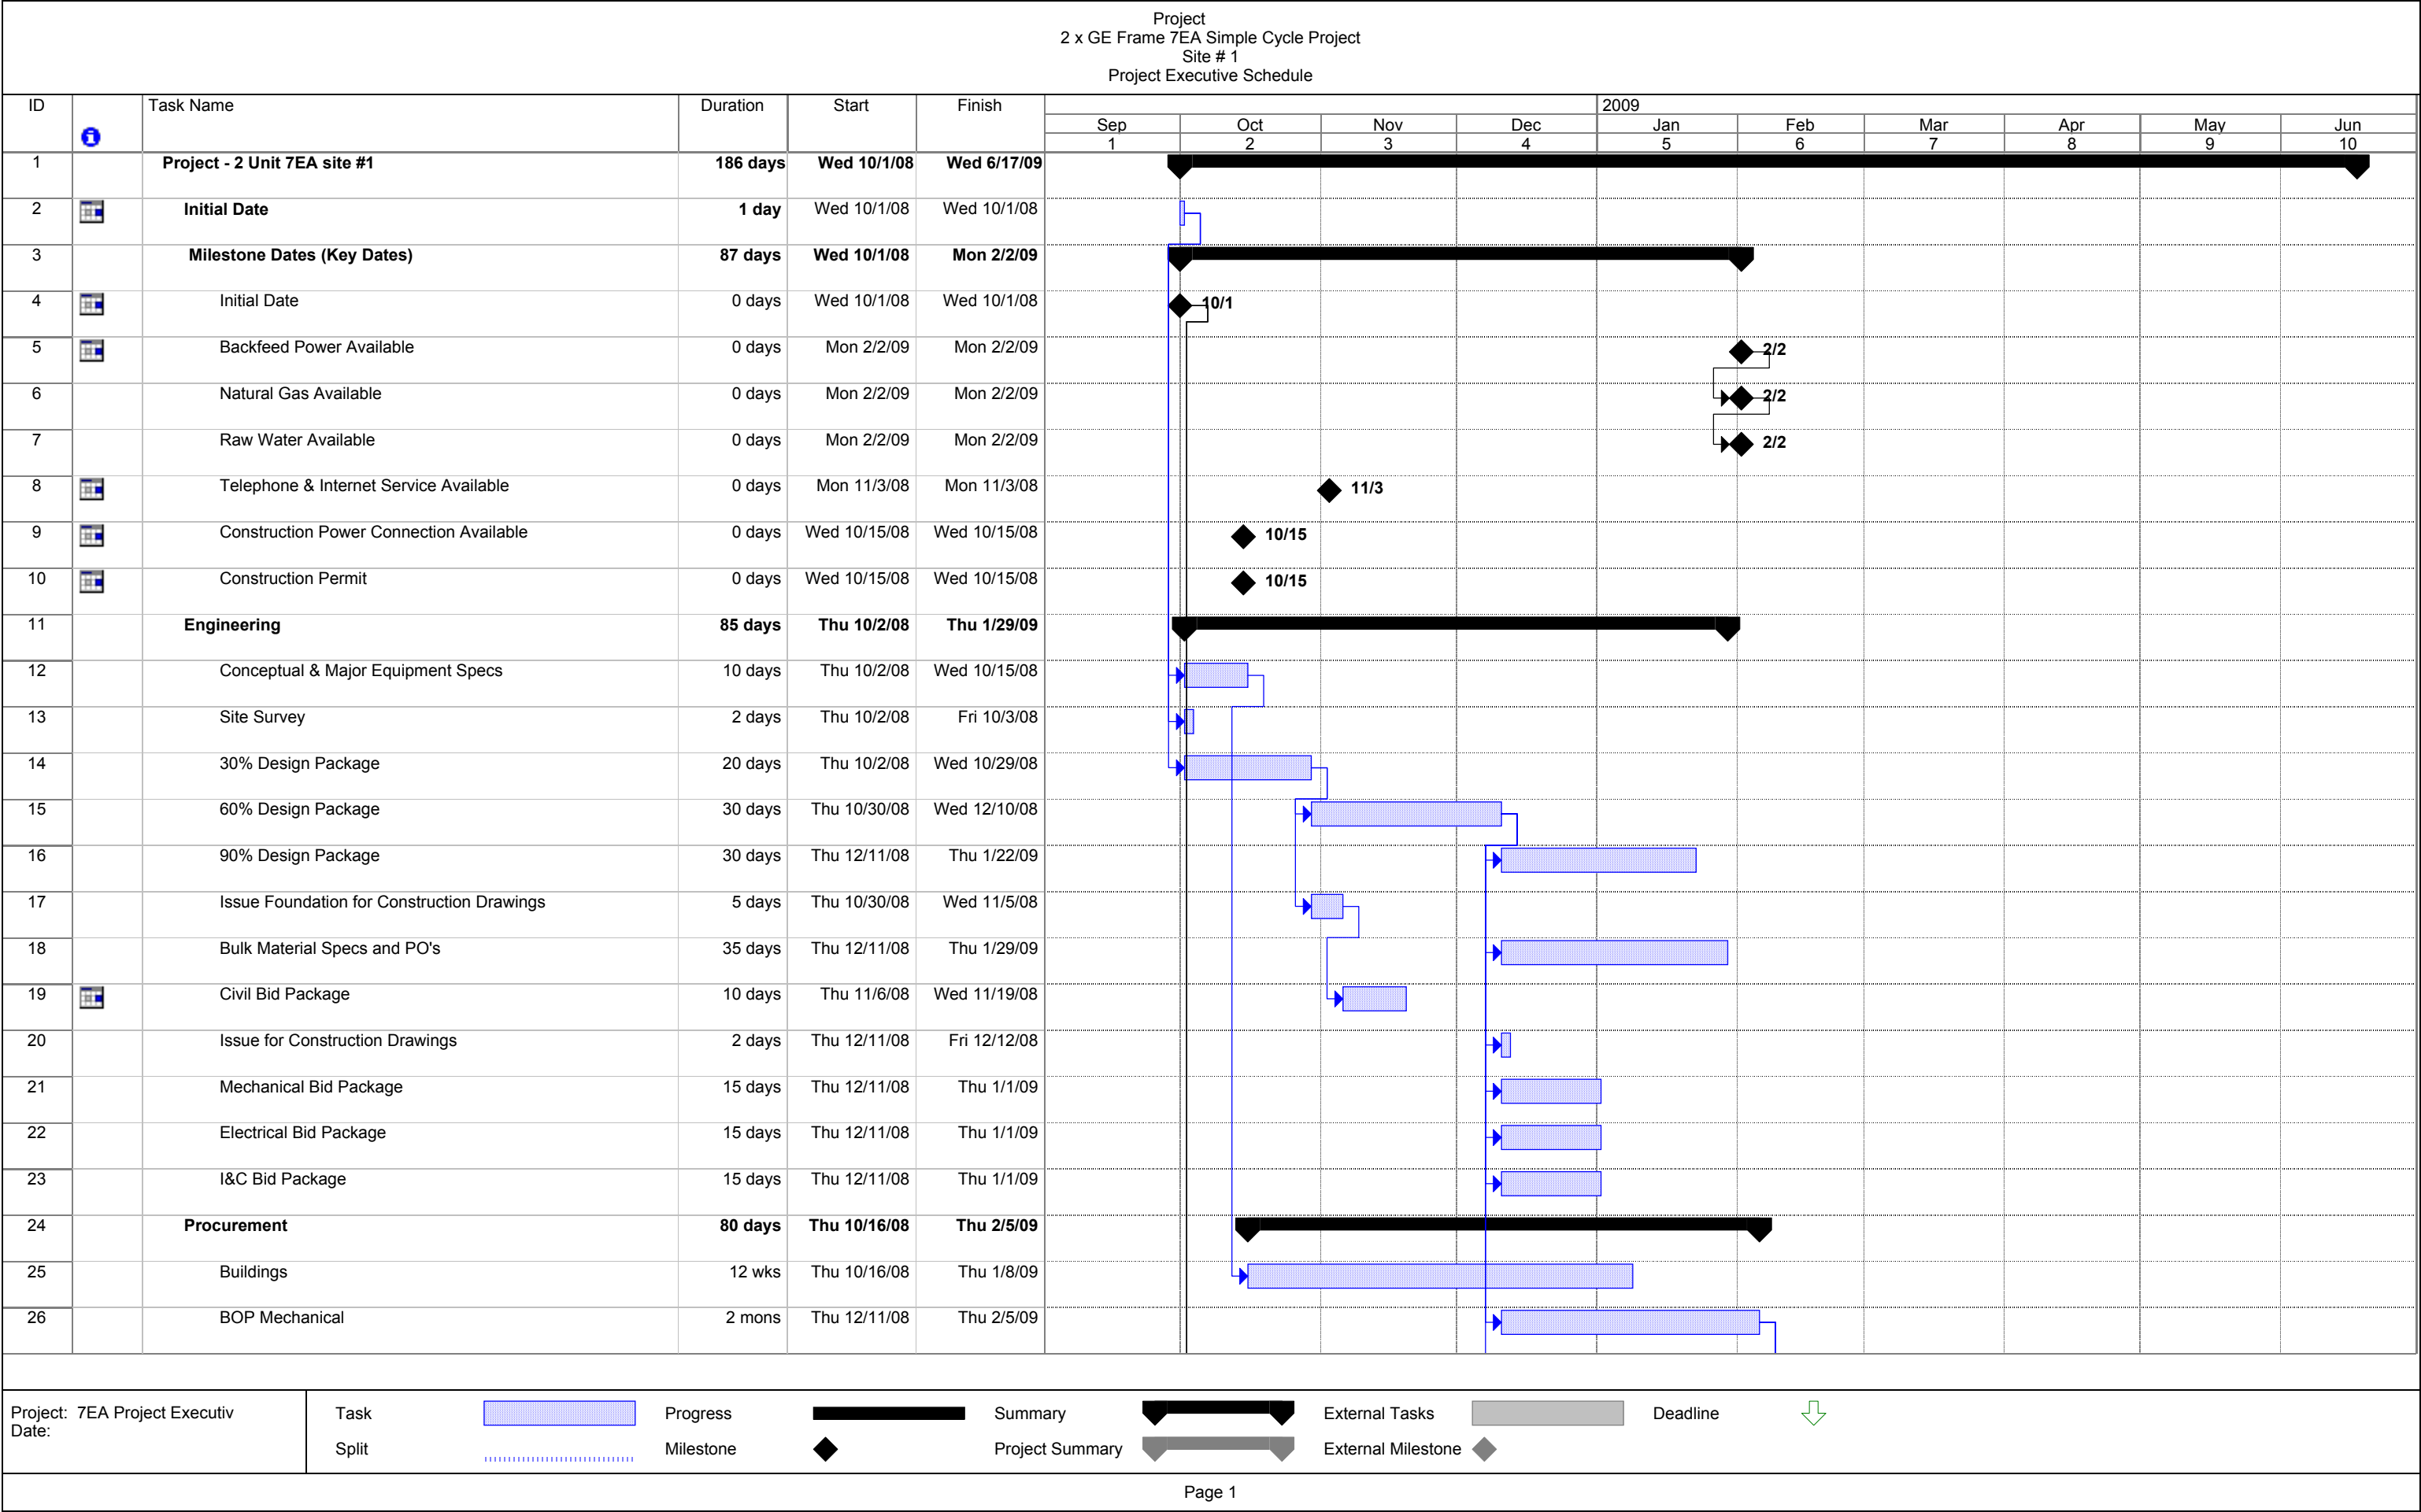 Project
2 x GE Frame 7EA Simple Cycle Project
Site # 1
Project Executive Schedule
ID Task Name Duration Start Finish 2009
Sep Oct Nov Dec Jan Feb Mar Apr May Jun
1 2 3 4 5 6 7 8 9 10
1 Project - 2 Unit 7EA site #1 186 days Wed 10/1/08 Wed 6/17/09
2 Initial Date 1 day Wed 10/1/08 Wed 10/1/08
3 Milestone Dates (Key Dates) 87 days Wed 10/1/08 Mon 2/2/09
4 Initial Date 0 days Wed 10/1/08 Wed 10/1/08 10/1
5 Backfeed Power Available 0 days Mon 2/2/09 Mon 2/2/09 2/2
6 Natural Gas Available 0 days Mon 2/2/09 Mon 2/2/09 2/2
7 Raw Water Available 0 days Mon 2/2/09 Mon 2/2/09 2/2
8 Telephone & Internet Service Available 0 days Mon 11/3/08 Mon 11/3/08 11/3
9 Construction Power Connection Available 0 days Wed 10/15/08 Wed 10/15/08 10/15
10 Construction Permit 0 days Wed 10/15/08 Wed 10/15/08 10/15
11 Engineering 85 days Thu 10/2/08 Thu 1/29/09
12 Conceptual & Major Equipment Specs 10 days Thu 10/2/08 Wed 10/15/08
13 Site Survey 2 days Thu 10/2/08 Fri 10/3/08
14 30% Design Package 20 days Thu 10/2/08 Wed 10/29/08
15 60% Design Package 30 days Thu 10/30/08 Wed 12/10/08
16 90% Design Package 30 days Thu 12/11/08 Thu 1/22/09
17 Issue Foundation for Construction Drawings 5 days Thu 10/30/08 Wed 11/5/08
18 Bulk Material Specs and PO's 35 days Thu 12/11/08 Thu 1/29/09
19 Civil Bid Package 10 days Thu 11/6/08 Wed 11/19/08
20 Issue for Construction Drawings 2 days Thu 12/11/08 Fri 12/12/08
21 Mechanical Bid Package 15 days Thu 12/11/08 Thu 1/1/09
22 Electrical Bid Package 15 days Thu 12/11/08 Thu 1/1/09
23 I&C Bid Package 15 days Thu 12/11/08 Thu 1/1/09
24 Procurement 80 days Thu 10/16/08 Thu 2/5/09
25 Buildings 12 wks Thu 10/16/08 Thu 1/8/09
26 BOP Mechanical 2 mons Thu 12/11/08 Thu 2/5/09
Project: 7EA Project Executiv
Date:
Task Progress Summary External Tasks Deadline
Split Milestone Project Summary External Milestone
Page 1